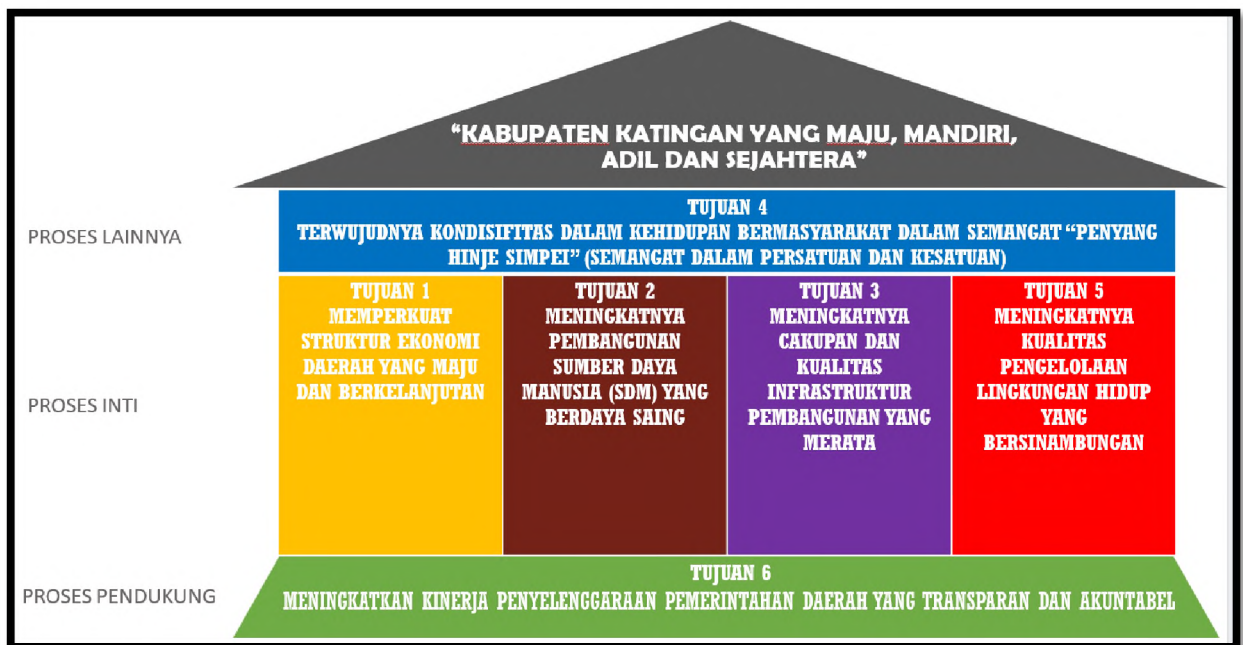 “KABUPATEN KATINGAN YANG MAJU, MANDIRI,
ADIL DAN SEJAHTERA”
PROSES LAINNYA
TUJUAN 4
TERWUJUDNYA KONDISIFITAS DALAM KEHIDUPAN BERMASYARAKAT DALAM SEMANGAT “PENYANG
HINJE SIMPEI” (SEMANGAT DALAM PERSATUAN DAN KESATUAN)
PROSES INTI
TUJUAN 1
MEMPERKUAT
STRUKTUR EKONOMI
DAERAH YANG MAJU
DAN BERKELANJUTAN
TUJUAN 2
MENINGKATNYA
PEMBANGUNAN
SUMBER DAYA
MANUSIA (SDM) YANG
BERDAYA SAING
TUJUAN 3
MENINGKATNYA
CAKUPAN DAN
KUALITAS
INFRASTRUKTUR
PEMBANGUNAN YANG
MERATA
TUJUAN 5
MENINGKATNYA
KUALITAS
PENGELOLAAN
LINGKUNGAN HIDUP
YANG
BERSINAMBUNGAN
PROSES PENDUKUNG
TUJUAN 6
MENINGKATKAN KINERJA PENYELENGGARAAN PEMERINTAHAN DAERAH YANG TRANSPARAN DAN AKUNTABEL